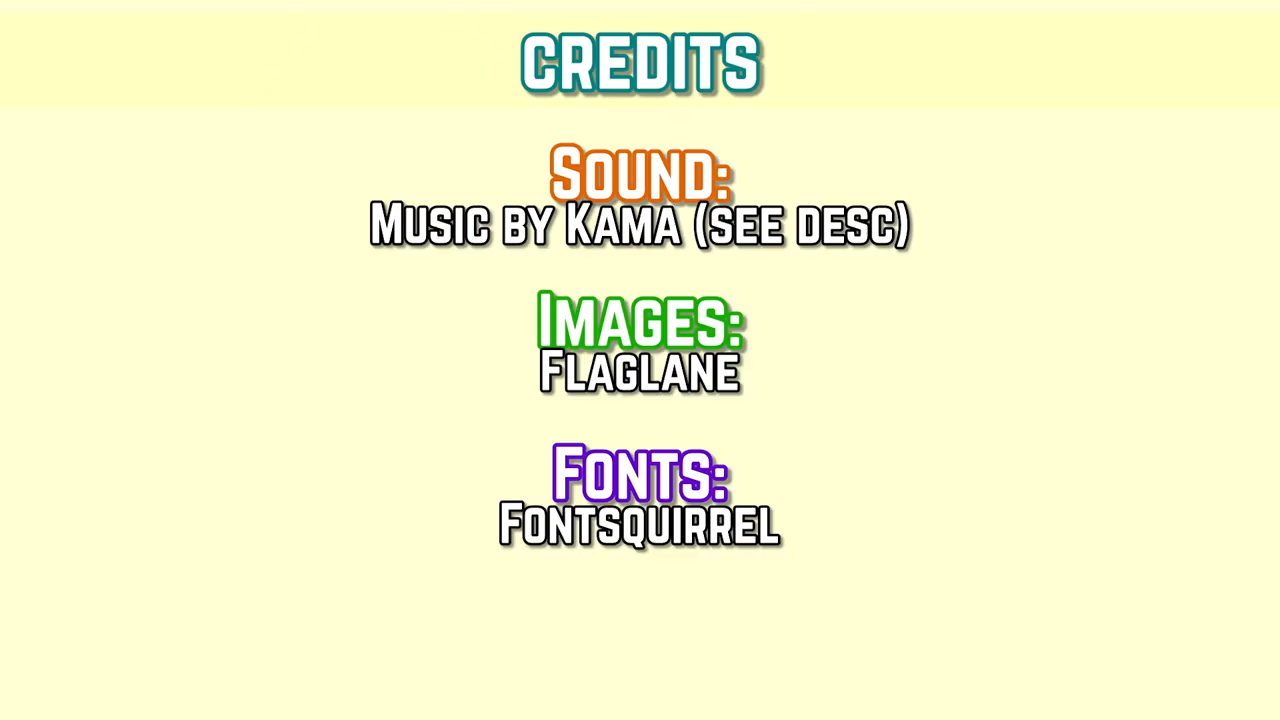 CREDITS
SOUND:
MUSIC BY KAMA (SEE DESC)
IMAGES:
FLAGLANE
FONTS:
FONTSQUIRREL